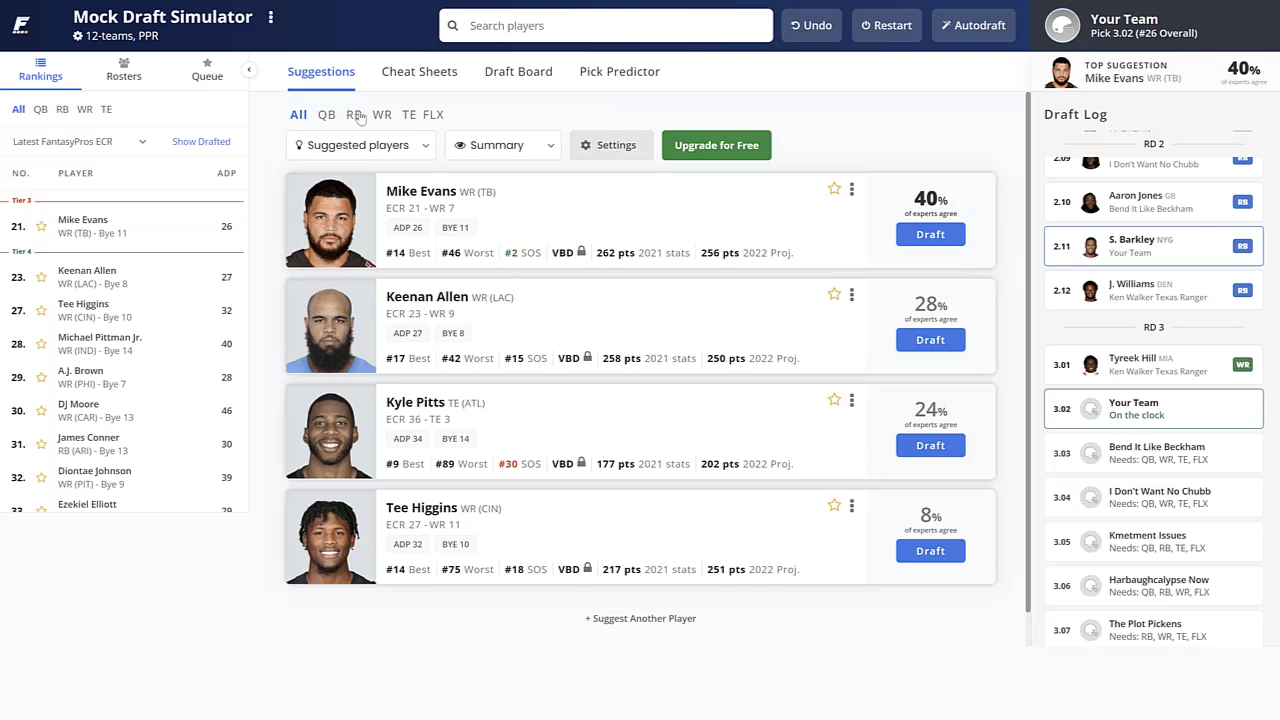 Mock Draft Simulator
12-teams, PPR
Search players
Undo
Restart
Autodraft
Your Team
Pick 3.02 (#26 Overall)
Rankings
Rosters
Queue
Suggestions
Cheat Sheets
Draft Board
Pick Predictor
TOP SUGGESTION
Mike Evans WR (TB)
40%
of experts agree
All QB RB WR TE
Latest FantasyPros ECR
Show Drafted
NO. PLAYER ADP
Tier 3
21. Mike Evans 26
WR (TB) - Bye 11
Tier 4
23. Keenan Allen 27
WR (LAC) - Bye 8
27. Tee Higgins 32
WR (CIN) - Bye 10
28. Michael Pittman Jr. 40
WR (IND) - Bye 14
29. A.J. Brown 28
WR (PHI) - Bye 7
30. DJ Moore 46
WR (CAR) - Bye 13
31. James Conner 30
RB (ARI) - Bye 13
32. Diontae Johnson 39
WR (PIT) - Bye 9
33. Ezekiel Elliott 29
All QB RB WR TE FLX
Suggested players
Summary
Settings
Upgrade for Free
Mike Evans WR (TB)
ECR 21 - WR 7
ADP 26 BYE 11
#14 Best #46 Worst #2 SOS VBD 262 pts 2021 stats 256 pts 2022 Proj.
40%
of experts agree
Draft
Keenan Allen WR (LAC)
ECR 23 - WR 9
ADP 27 BYE 8
#17 Best #42 Worst #15 SOS VBD 258 pts 2021 stats 250 pts 2022 Proj.
28%
of experts agree
Draft
Kyle Pitts TE (ATL)
ECR 36 - TE 3
ADP 34 BYE 14
#9 Best #89 Worst #30 SOS VBD 177 pts 2021 stats 202 pts 2022 Proj.
24%
of experts agree
Draft
Tee Higgins WR (CIN)
ECR 27 - WR 11
ADP 32 BYE 10
#14 Best #75 Worst #18 SOS VBD 217 pts 2021 stats 251 pts 2022 Proj.
8%
of experts agree
Draft
+ Suggest Another Player
Draft Log
RD 2
2.09 I Don't Want No Chubb RB
2.10 Aaron Jones GB RB
Bend It Like Beckham
2.11 S. Barkley NYG RB
Your Team
2.12 J. Williams DEN RB
Ken Walker Texas Ranger
RD 3
3.01 Tyreek Hill MIA WR
Ken Walker Texas Ranger
3.02 Your Team
On the clock
3.03 Bend It Like Beckham
Needs: QB, WR, TE, FLX
3.04 I Don't Want No Chubb
Needs: QB, WR, TE, FLX
3.05 Kmetment Issues
Needs: QB, RB, TE, FLX
3.06 Harbaughcalypse Now
Needs: QB, RB, WR, FLX
3.07 The Plot Pickens
Needs: RB, WR, TE, FLX